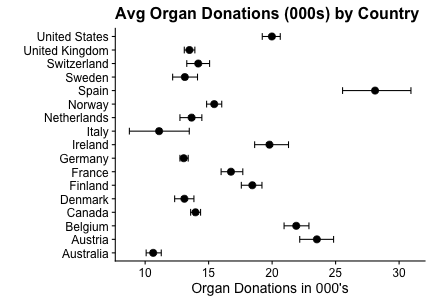 Avg Organ Donations (000s) by Country
United States
United Kingdom
Switzerland
Sweden
Spain
Norway
Netherlands
Italy
Ireland
Germany
France
Finland
Denmark
Canada
Belgium
Austria
Australia
10 15 20 25 30
Organ Donations in 000's